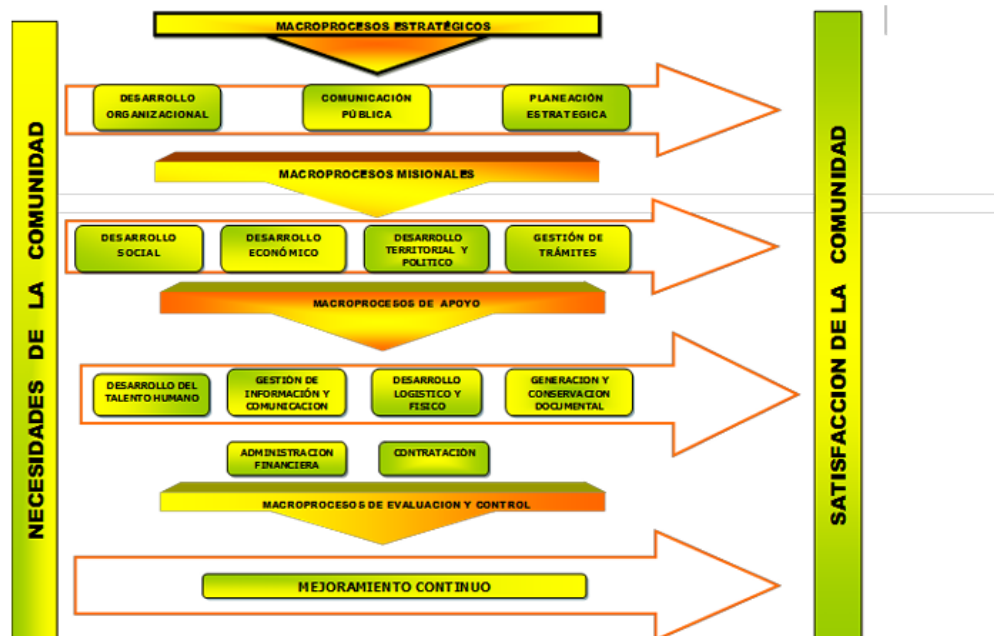 MACROPROCESOS ESTRATÉGICOS
DESARROLLO
ORGANIZACIONAL
COMUNICACIÓN
PÚBLICA
PLANEACIÓN
ESTRATEGICA
MACROPROCESOS MISIONALES
DESARROLLO
SOCIAL
DESARROLLO
ECONÓMICO
DESARROLLO
TERRITORIAL Y
POLITICO
GESTIÓN DE
TRÁMITES
MACROPROCESOS DE APOYO
DESARROLLO DEL
TALENTO HUMANO
GESTIÓN DE
INFORMACIÓN Y
COMUNICACION
DESARROLLO
LOGISTICO Y
FISICO
GENERACION Y
CONSERVACION
DOCUMENTAL
ADMINISTRACION
FINANCIERA
CONTRATACIÓN
MACROPROCESOS DE EVALUACION Y CONTROL
MEJORAMIENTO CONTINUO
NECESIDADES DE LA COMUNIDAD
SATISFACCION DE LA COMUNIDAD